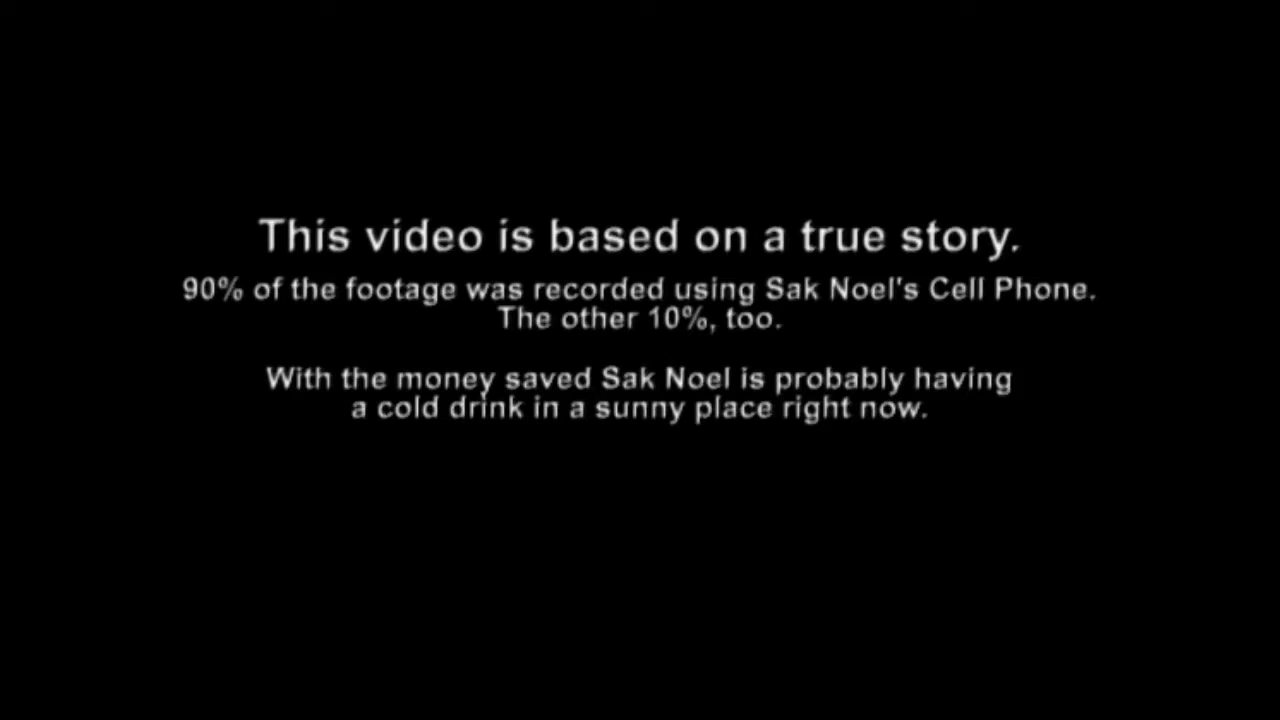 This video is based on a true story.
90% of the footage was recorded using Sak Noel's Cell Phone.
The other 10%, too.
With the money saved Sak Noel is probably having
a cold drink in a sunny place right now.